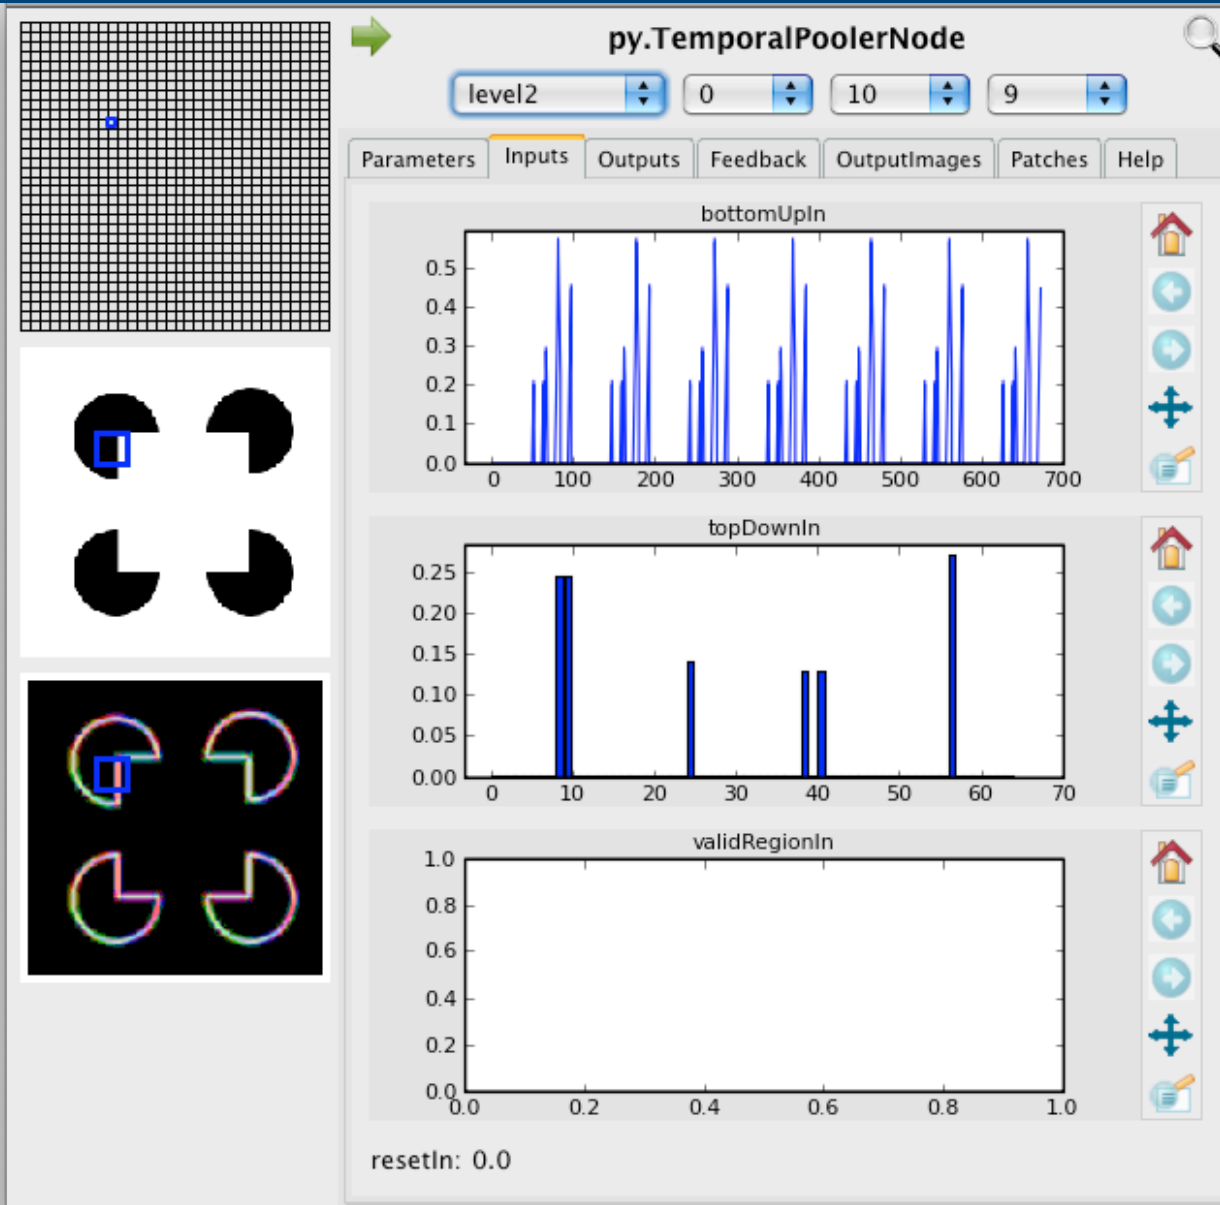 py.TemporalPoolerNode
level2 0 10 9
Parameters Inputs Outputs Feedback OutputImages Patches Help
bottomUpIn
0.5
0.4
0.3
0.2
0.1
0.0
0 100 200 300 400 500 600 700
topDownIn
0.25
0.20
0.15
0.10
0.05
0.00
0 10 20 30 40 50 60 70
validRegionIn
1.0
0.8
0.6
0.4
0.2
0.0
0.0 0.2 0.4 0.6 0.8 1.0
resetIn: 0.0